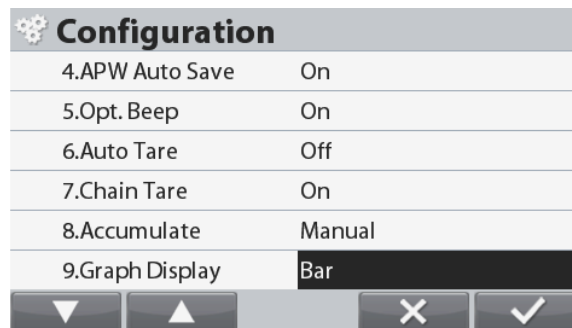 Configuration
4.APW Auto Save On
5.Opt. Beep On
6.Auto Tare Off
7.Chain Tare On
8.Accumulate Manual
9.Graph Display Bar